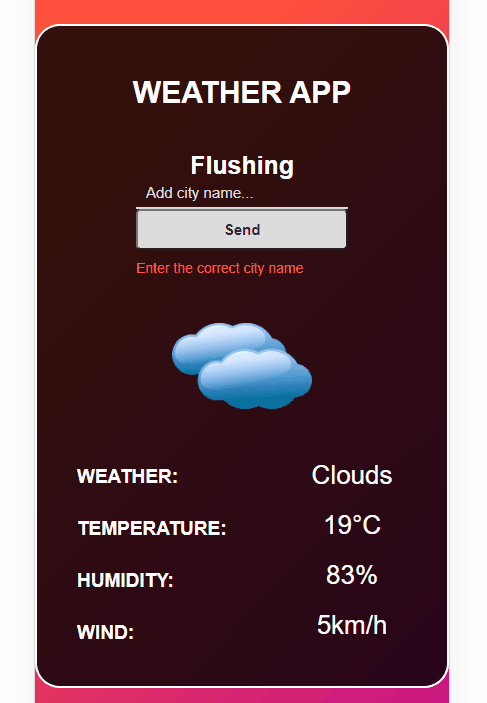 WEATHER APP
Flushing
Add city name...
Send
Enter the correct city name
WEATHER: Clouds
TEMPERATURE: 19°C
HUMIDITY: 83%
WIND: 5km/h